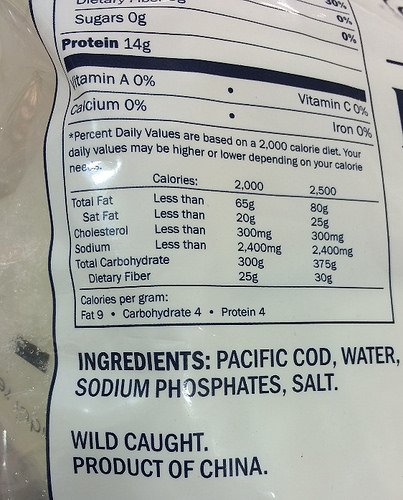 Dietary Fiber 0g 30%
Sugars 0g 0%
Protein 14g 0%
Vitamin A 0% • Vitamin C 0%
Calcium 0% • Iron 0%
*Percent Daily Values are based on a 2,000 calorie diet. Your
daily values may be higher or lower depending on your calorie
needs.
Calories: 2,000 2,500
Total Fat Less than 65g 80g
Sat Fat Less than 20g 25g
Cholesterol Less than 300mg 300mg
Sodium Less than 2,400mg 2,400mg
Total Carbohydrate 300g 375g
Dietary Fiber 25g 30g
Calories per gram:
Fat 9 • Carbohydrate 4 • Protein 4
INGREDIENTS: PACIFIC COD, WATER,
SODIUM PHOSPHATES, SALT.
WILD CAUGHT.
PRODUCT OF CHINA.